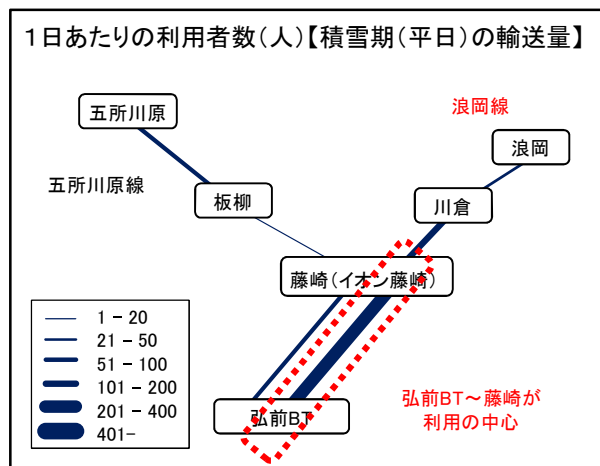 1日あたりの利用者数(人)【積雪期(平日)の輸送量】
五所川原
浪岡線
浪岡
五所川原線
板柳
川倉
藤崎(イオン藤崎)
1 - 20
21 - 50
51 - 100
101 - 200
201 - 400
401-
弘前BT
弘前BT~藤崎が
利用の中心